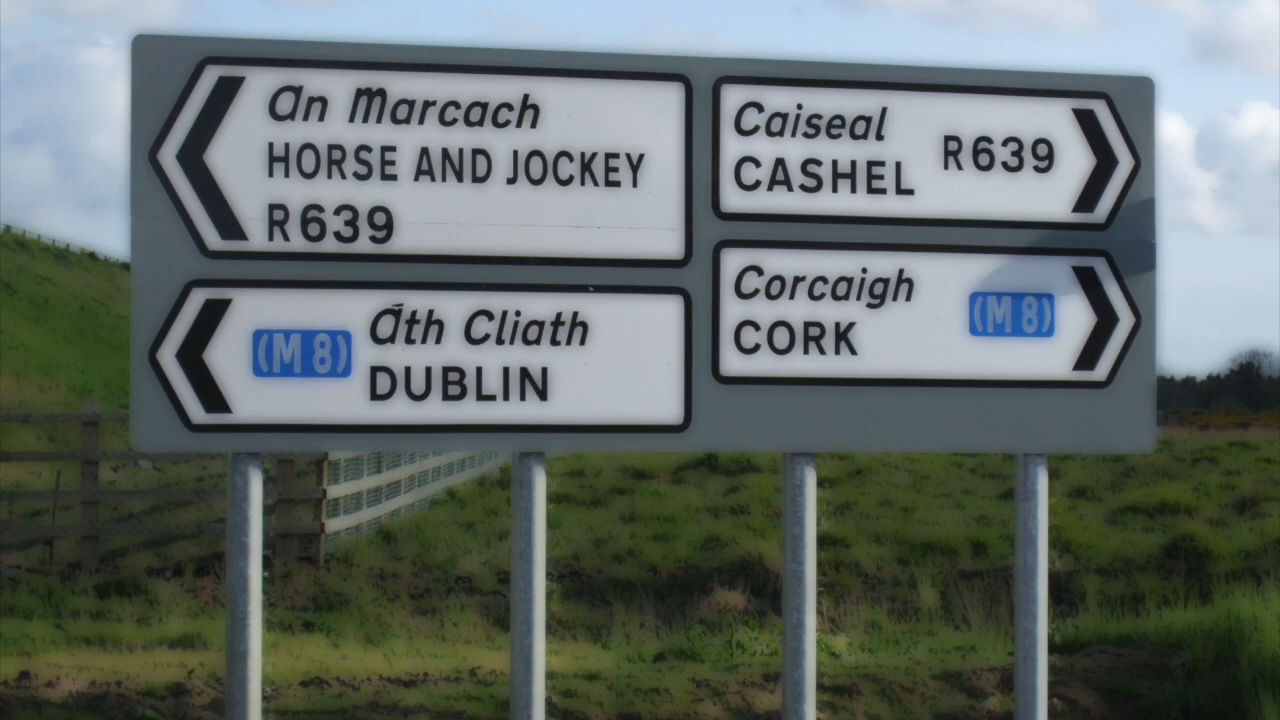 An Marcach
HORSE AND JOCKEY
R639
(M 8) Áth Cliath
DUBLIN
Caiseal
CASHEL R639
Corcaigh
CORK (M 8)